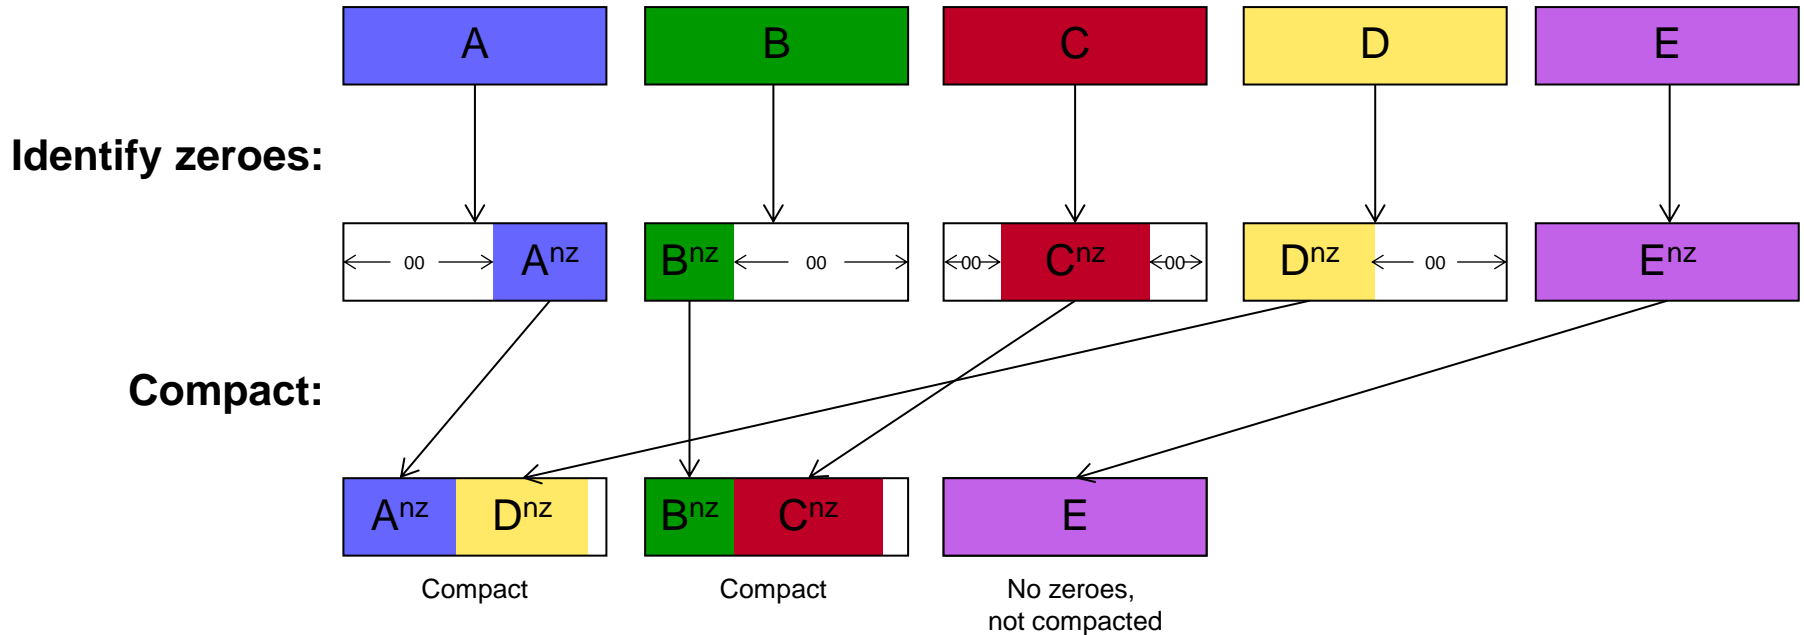 A B C D E
Identify zeroes:
00 Aⁿᶻ Bⁿᶻ 00 00 Cⁿᶻ 00 Dⁿᶻ 00 Eⁿᶻ
Compact:
Aⁿᶻ Dⁿᶻ Bⁿᶻ Cⁿᶻ E
Compact Compact No zeroes,
not compacted